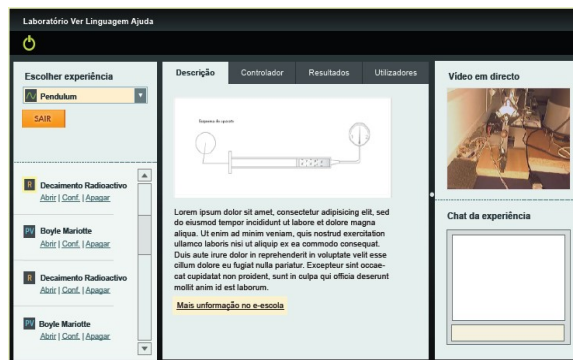 Laboratório Ver Linguagem Ajuda
Escolher experiência
Pendulum
SAIR
R Decaimento Radioactivo
Abrir | Conf. | Apagar
PV Boyle Mariotte
Abrir | Conf. | Apagar
R Decaimento Radioactivo
Abrir | Conf. | Apagar
PV Boyle Mariotte
Abrir | Conf. | Apagar
Descrição Controlador Resultados Utilizadores
Lorem ipsum dolor sit amet, consectetur adipisicing elit, sed
do eiusmod tempor incididunt ut labore et dolore magna
aliqua. Ut enim ad minim veniam, quis nostrud exercitation
ullamco laboris nisi ut aliquip ex ea commodo consequat.
Duis aute irure dolor in reprehenderit in voluptate velit esse
cillum dolore eu fugiat nulla pariatur. Excepteur sint occae-
cat cupidatat non proident, sunt in culpa qui officia deserunt
mollit anim id est laborum.
Mais unformação no e-escola
Vídeo em directo
Chat da experiência